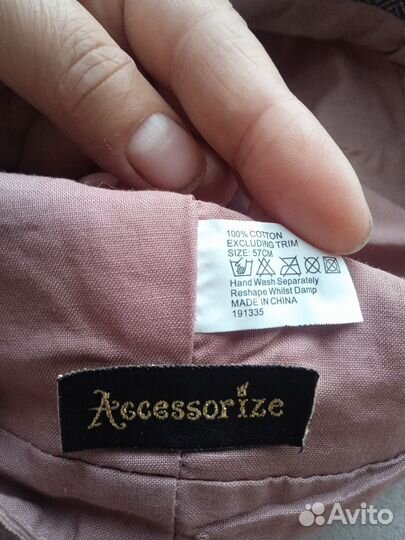 100% COTTON
EXCLUDING TRIM
SIZE: 57CM
Hand Wash Separately
Reshape Whilst Damp
MADE IN CHINA
191335
Accessorize
Avito